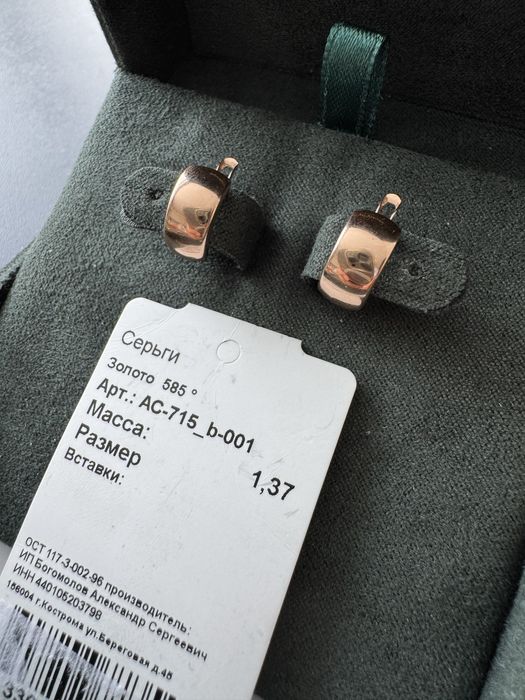 Серьги
Золото 585°
Арт.: АС-715_b-001
Масса: 1,37
Размер
Вставки:
ОСТ 117-3-002-96 производитель:
ИП Богомолов Александр Сергеевич
ИНН 440105203798
156004 г.Кострома ул.Береговая д.45